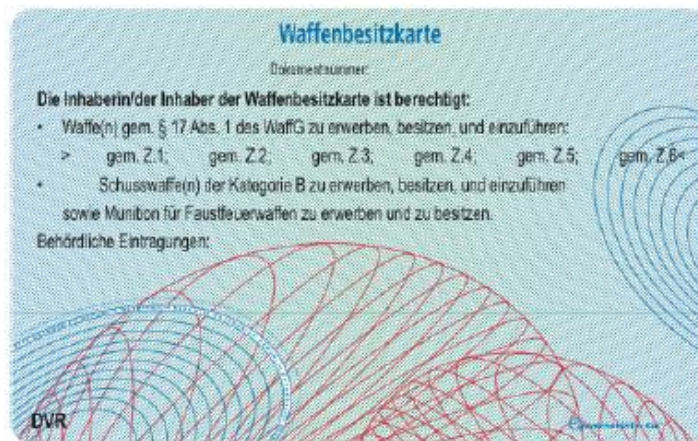 Waffenbesitzkarte
Dokumentnummer:
Die Inhaberin/der Inhaber der Waffenbesitzkarte ist berechtigt:
• Waffe(n) gem. § 17 Abs. 1 des WaffG zu erwerben, besitzen, und einzuführen:
> gem. Z.1; gem. Z.2; gem. Z.3; gem. Z.4; gem. Z.5; gem. Z.6<
• Schusswaffe(n) der Kategorie B zu erwerben, besitzen, und einzuführen
sowie Munition für Faustfeuerwaffen zu erwerben und zu besitzen.
Behördliche Eintragungen:
DVR